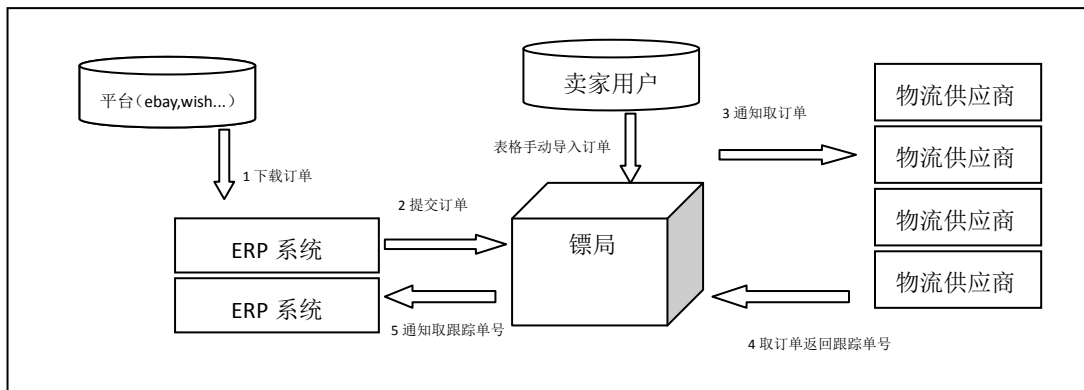 卖家用户
平台（ebay,wish...）
物流供应商
3 通知取订单
表格手动导入订单
物流供应商
1 下载订单
2 提交订单
物流供应商
ERP 系统
镖局
物流供应商
ERP 系统
5 通知取跟踪单号
4 取订单返回跟踪单号